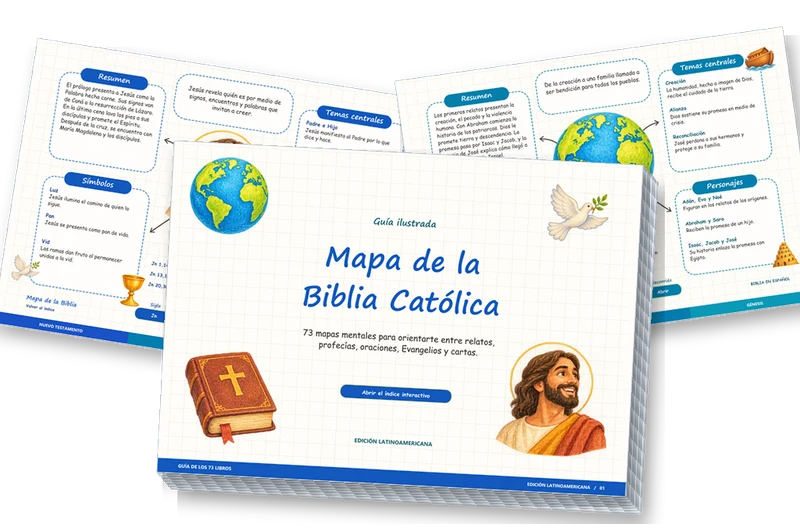 Resumen
El prólogo presenta a Jesús como la
Palabra hecha carne. Sus signos van
de Caná a la resurrección de Lázaro.
En la última cena lava los pies a sus
discípulos y promete el Espíritu.
Después de la cruz, se encuentra con
María Magdalena y los discípulos.
Jesús revela quién es por medio de
signos, encuentros y palabras que
invitan a creer.
Temas centrales
Padre e Hijo
Jesús manifiesta al Padre por lo que
dice y hace.
Símbolos
Luz
Jesús ilumina el camino de quien lo
sigue.
Pan
Jesús se presenta como pan de vida.
Vid
Las ramas dan fruto al permanecer
unidas a la vid.
Mapa de la Biblia
Volver al índice
NUEVO TESTAMENTO
Resumen
Los primeros relatos presentan la
creación, el pecado y la violencia
humana. Con Abraham comienza la
historia de los patriarcas. Dios le
promete tierra y descendencia. La
promesa pasa por Isaac y Jacob, y la
De la creación a una familia llamada a
ser bendición para todos los pueblos.
Temas centrales
Creación
La humanidad, hecha a imagen de Dios,
recibe el cuidado de la tierra.
Alianza
Dios sostiene su promesa en medio de
crisis.
Reconciliación
José perdona a sus hermanos y
protege a su familia.
Personajes
Adán, Eva y Noé
Figuran en los relatos de los orígenes.
Abraham y Sara
Reciben la promesa de un hijo.
Isaac, Jacob y José
Su historia enlaza la promesa con
Egipto.
Abrir
BIBLIA EN ESPAÑOL
GÉNESIS
Guía ilustrada
Mapa de la
Biblia Católica
73 mapas mentales para orientarte entre relatos,
profecías, oraciones, Evangelios y cartas.
Abrir el índice interactivo
EDICIÓN LATINOAMERICANA
GUÍA DE LOS 73 LIBROS
EDICIÓN LATINOAMERICANA / 01